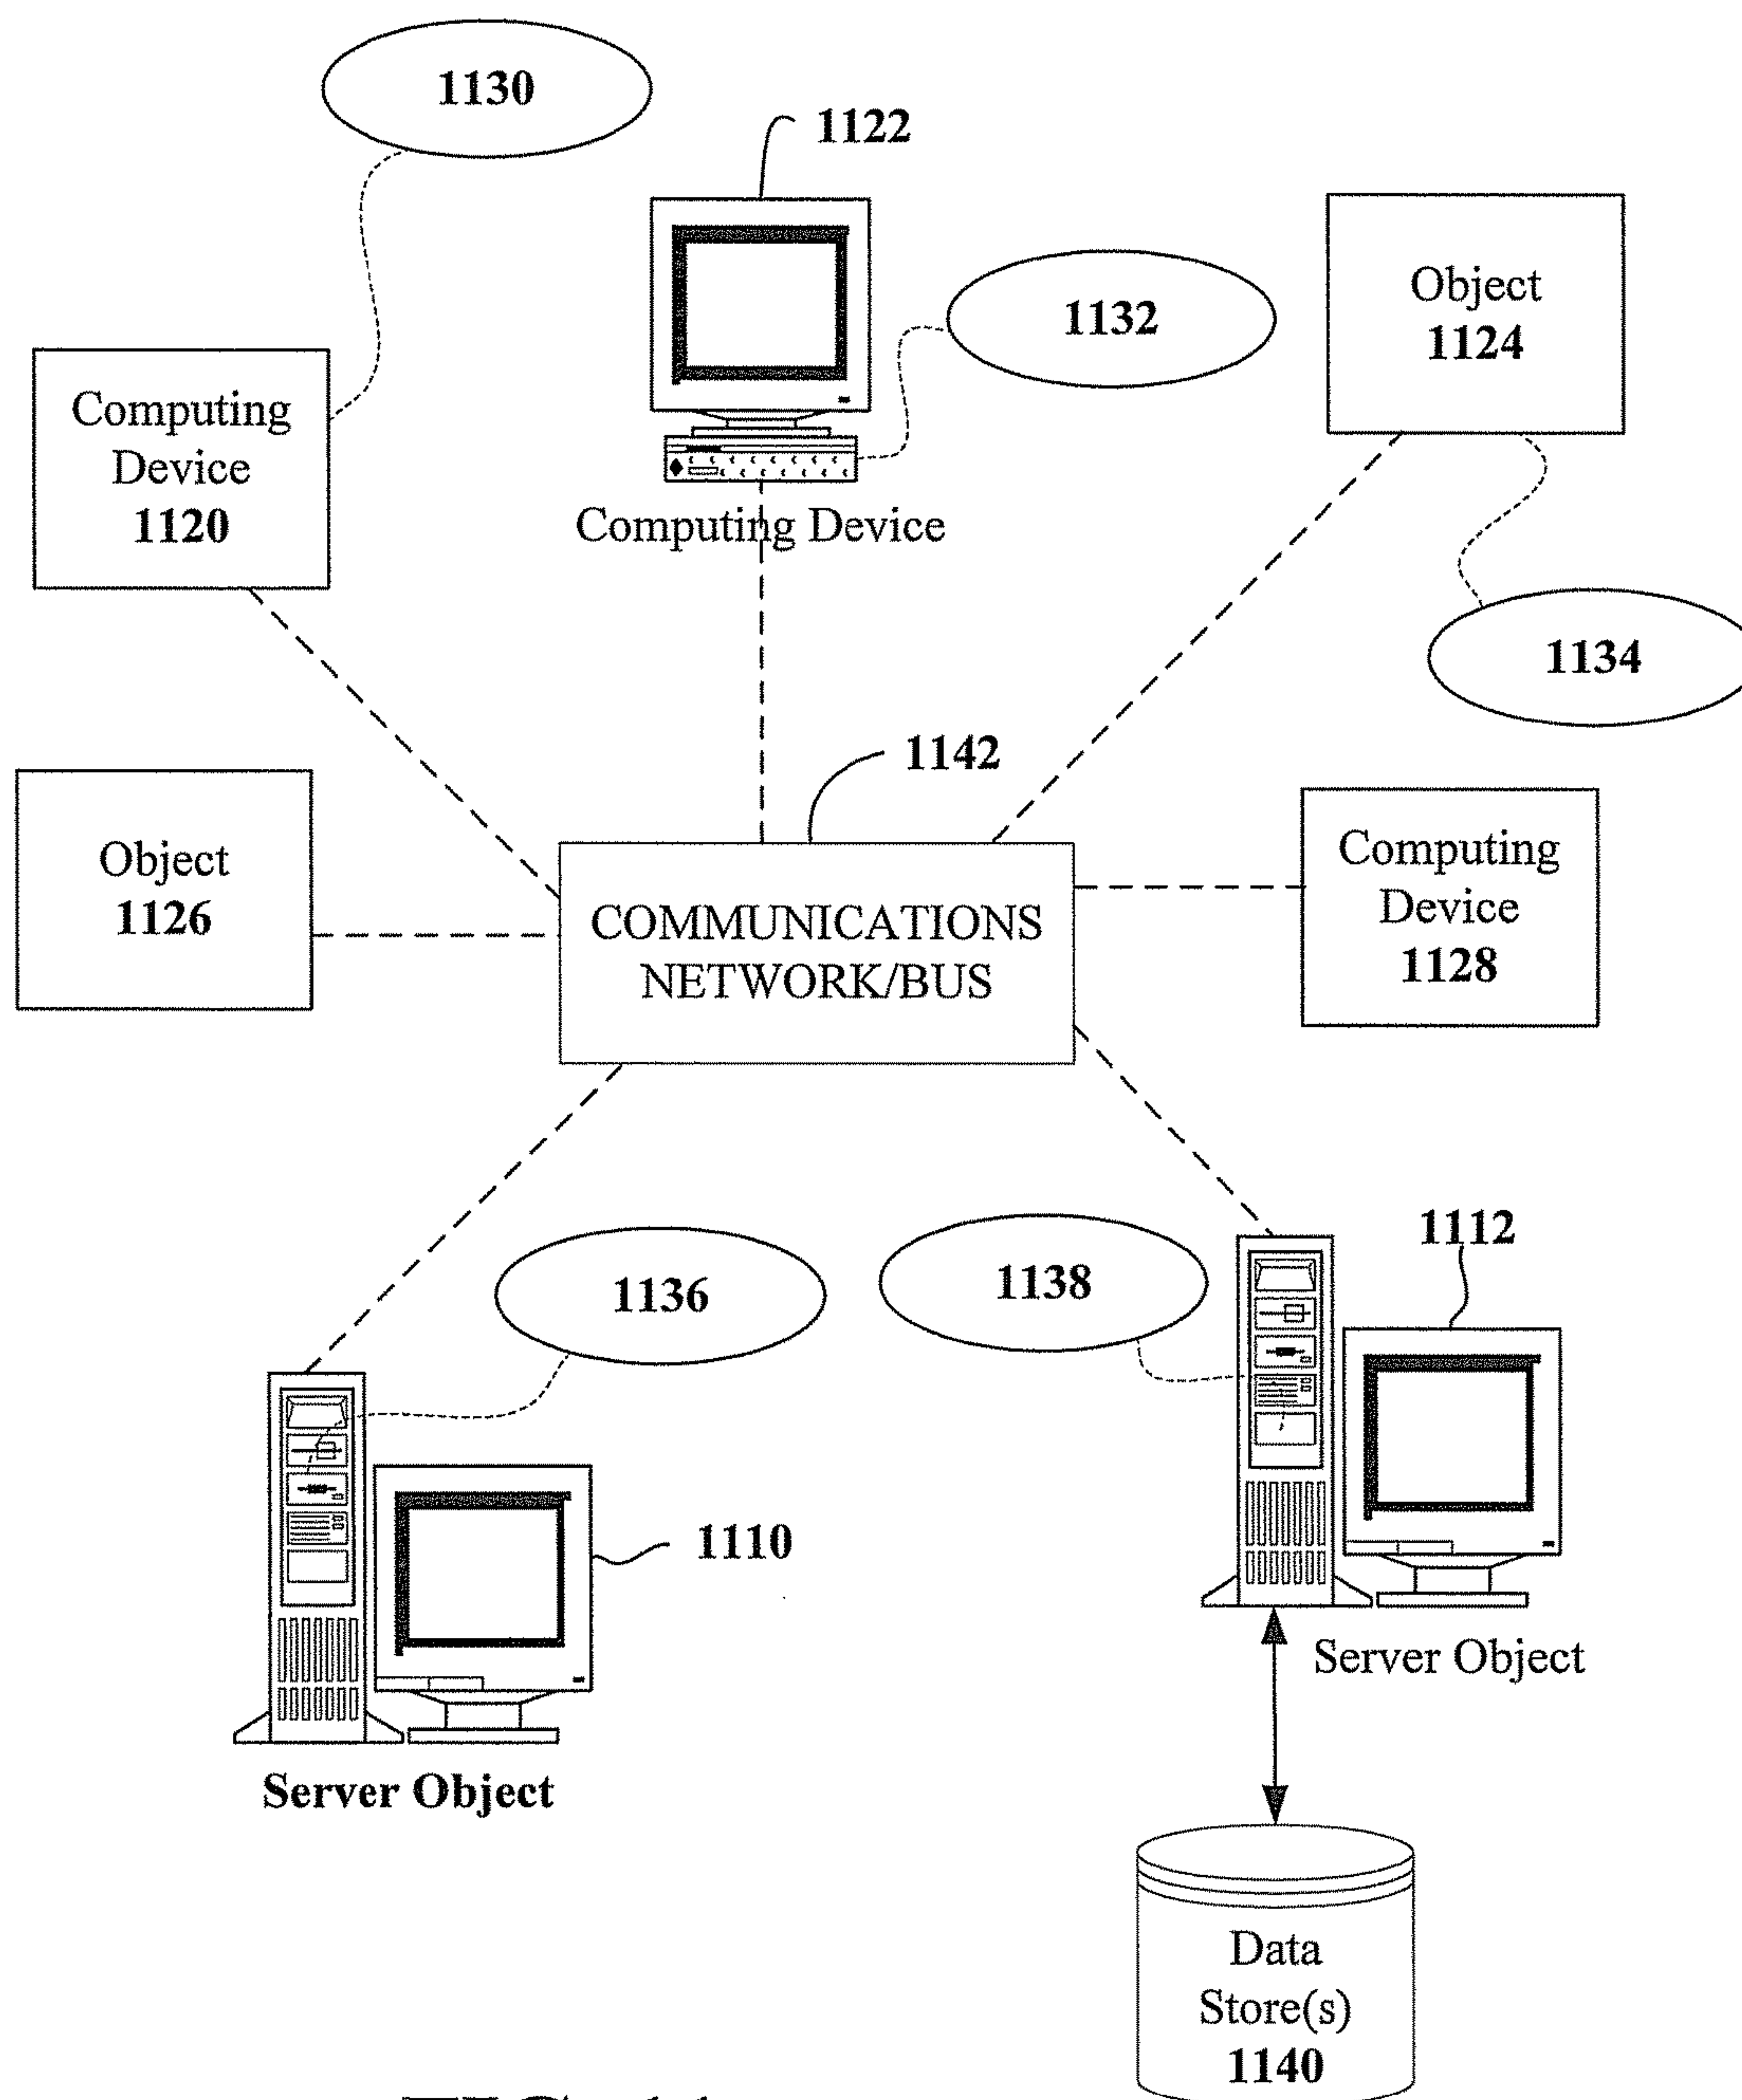 1130
1122
1132
Object
1124
Computing
Device
1120
Computing Device
1134
1142
Object
1126
Computing
Device
1128
COMMUNICATIONS
NETWORK/BUS
1112
1136
1138
1110
Server Object
Server Object
Data
Store(s)
1140